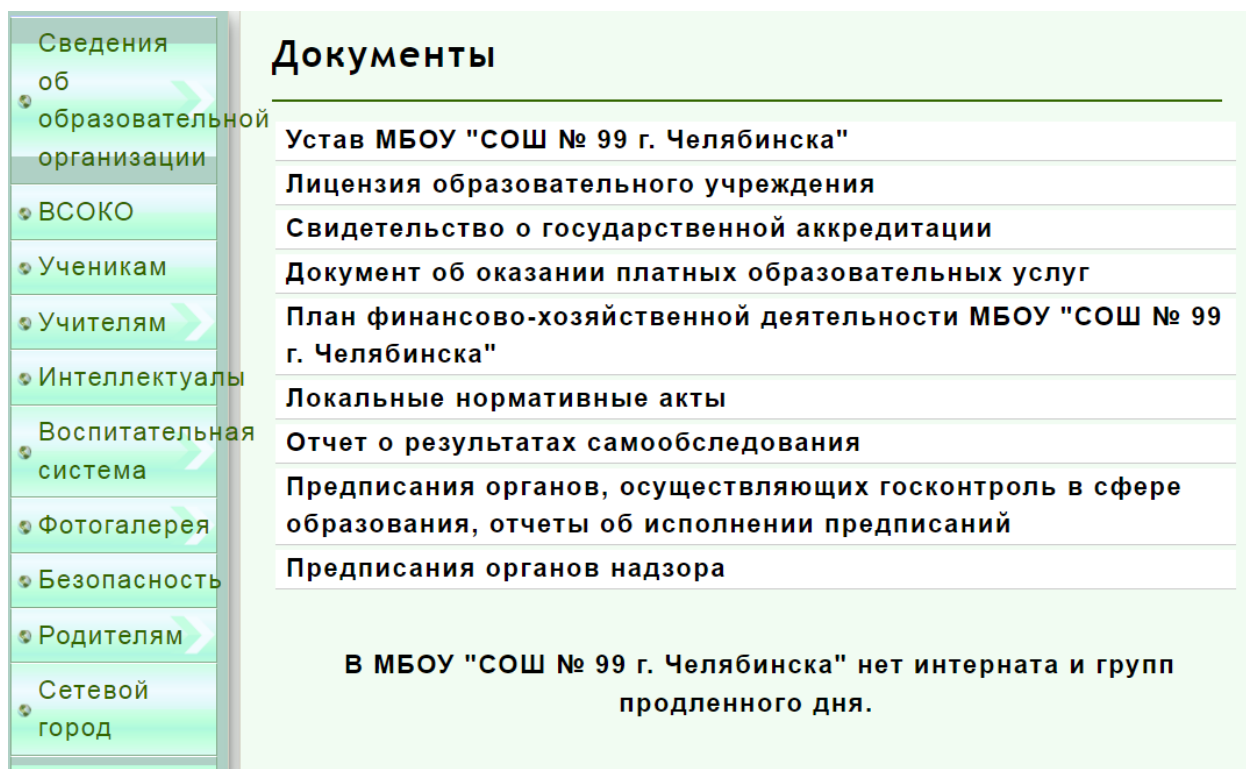 Сведения
об
образовательной
организации
ВСОКО
Ученикам
Учителям
Интеллектуалы
Воспитательная
система
Фотогалерея
Безопасность
Родителям
Сетевой
город
Документы
Устав МБОУ "СОШ № 99 г. Челябинска"
Лицензия образовательного учреждения
Свидетельство о государственной аккредитации
Документ об оказании платных образовательных услуг
План финансово-хозяйственной деятельности МБОУ "СОШ № 99
г. Челябинска"
Локальные нормативные акты
Отчет о результатах самообследования
Предписания органов, осуществляющих госконтроль в сфере
образования, отчеты об исполнении предписаний
Предписания органов надзора
В МБОУ "СОШ № 99 г. Челябинска" нет интерната и групп
продленного дня.